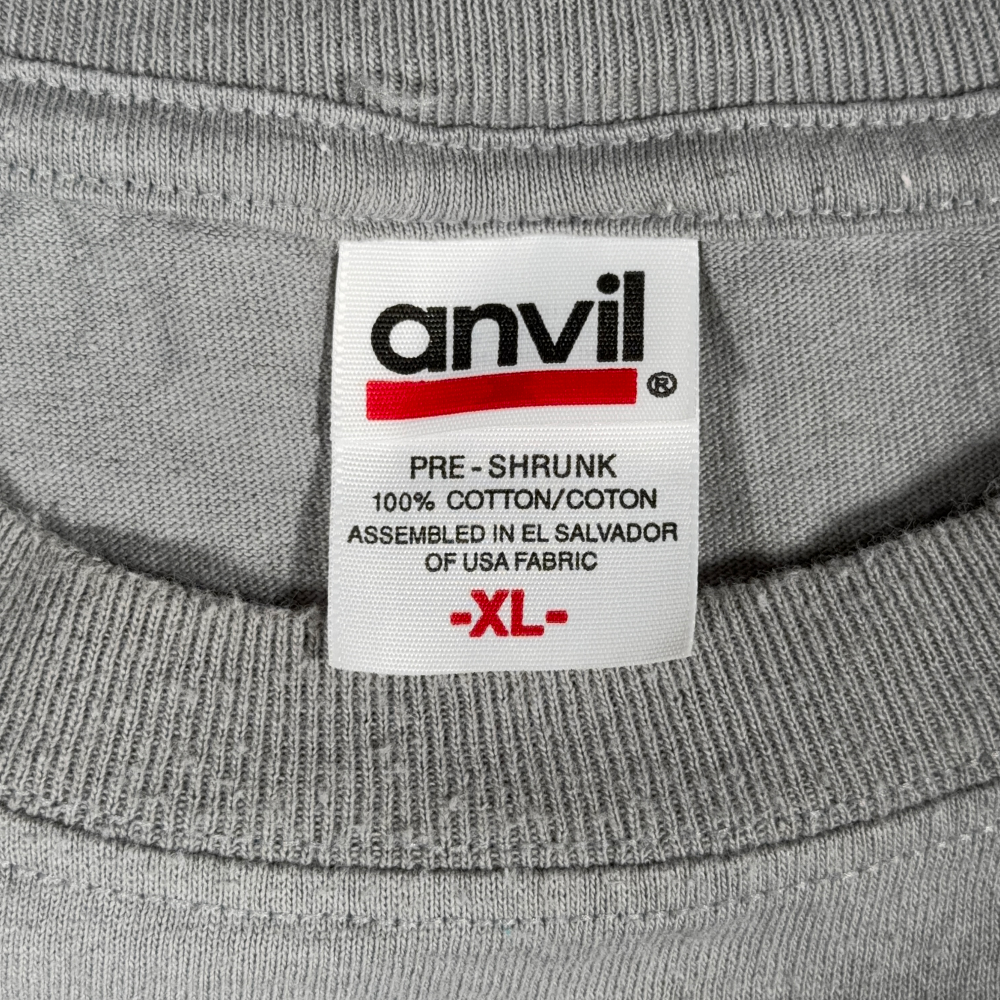 anvil®
PRE-SHRUNK
100% COTTON/COTON
ASSEMBLED IN EL SALVADOR
OF USA FABRIC
-XL-